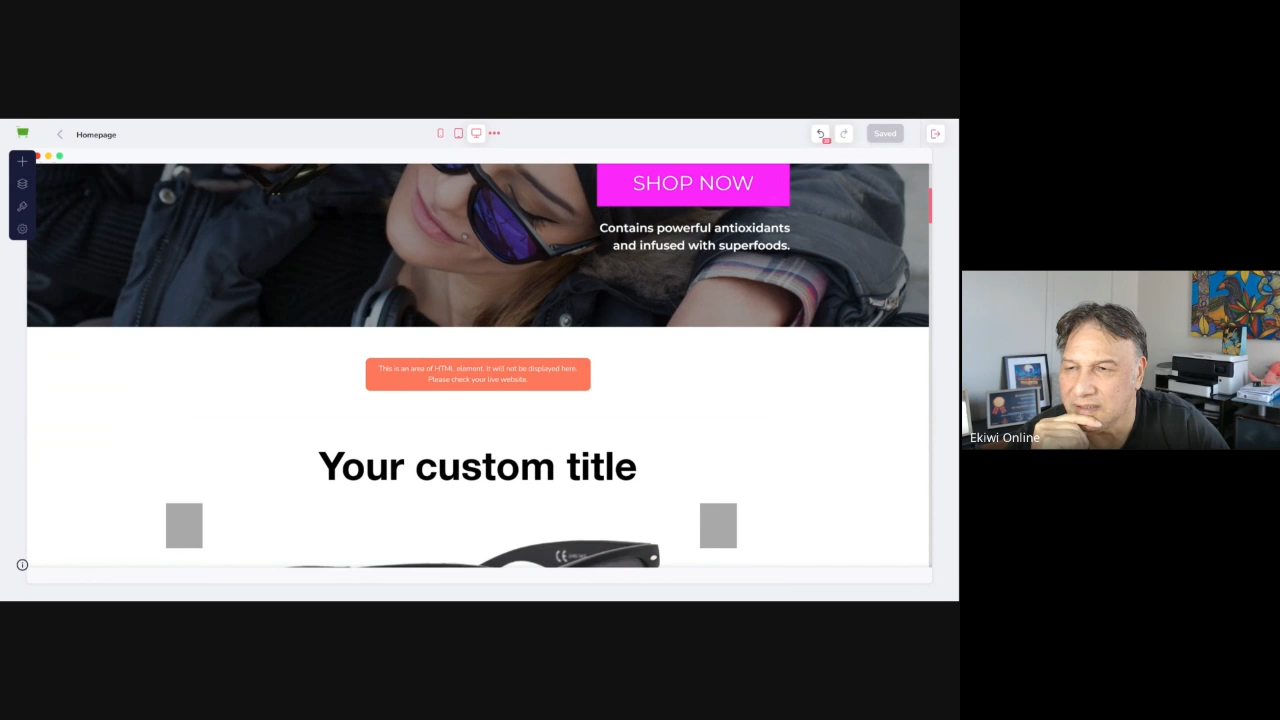 Homepage
Saved
SHOP NOW
Contains powerful antioxidants
and infused with superfoods.
This is an area of HTML element. It will not be displayed here.
Please check your live website.
Your custom title
CE
Ekiwi Online